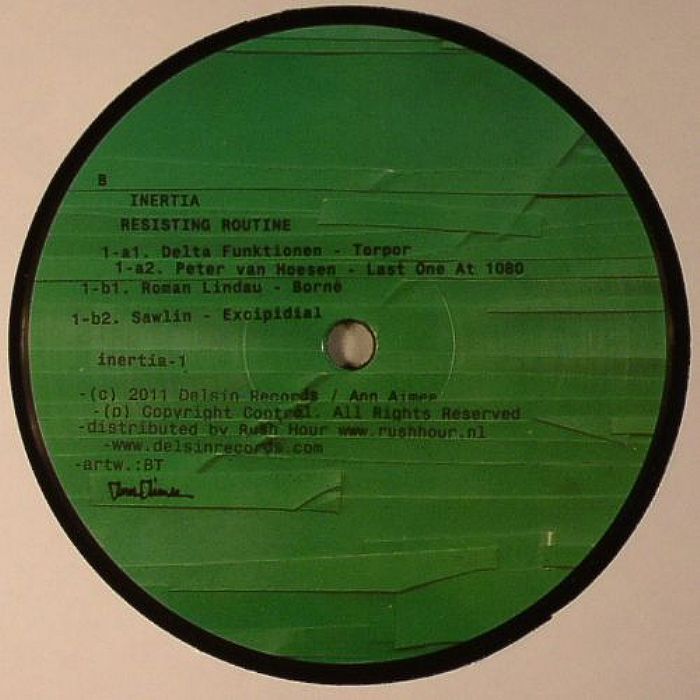 B
INERTIA
RESISTING ROUTINE
1-a1. Delta Funktionen - Torpor
1-a2. Peter van Hoesen - Last One At 1080
1-b1. Roman Lindau - Borné
1-b2. Sawlin - Excipidial
inertia-1
-(c) 2011 Delsin Records / Ann Aimee
-(p) Copyright Control. All Rights Reserved
-distributed by Rush Hour www.rushhour.nl
-www.delsinrecords.com
-artw.:BT
Ann Aimee